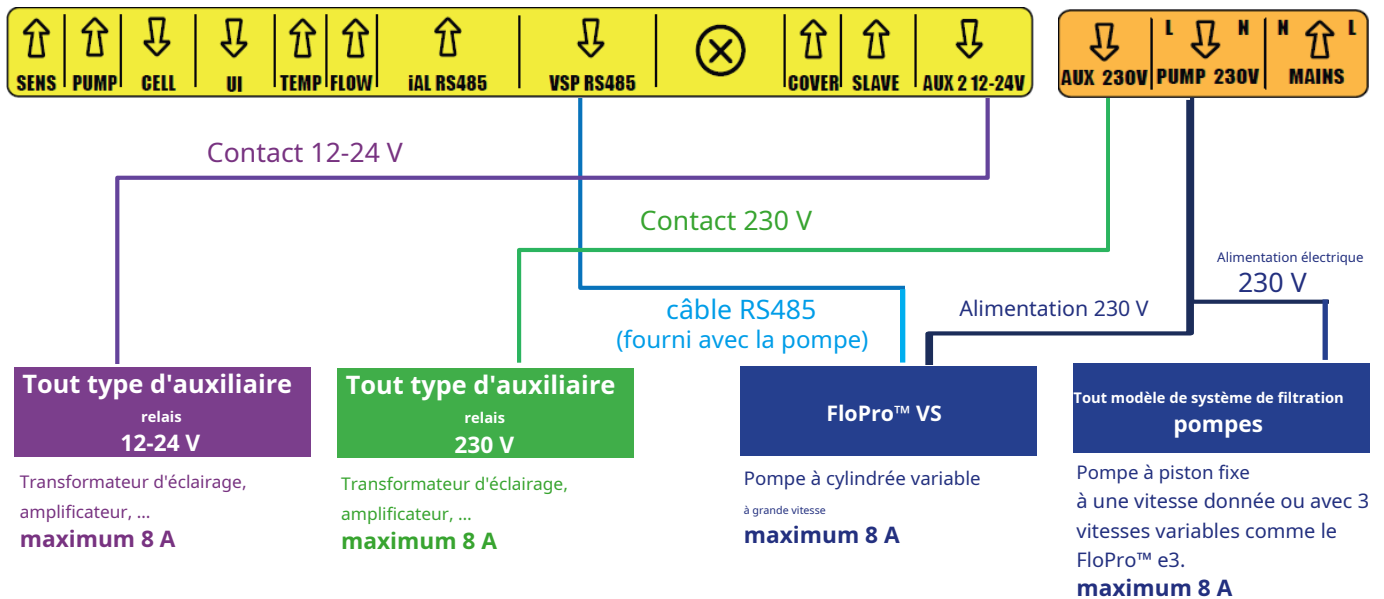 SENS PUMP CELL UI TEMP FLOW iAL RS485 VSP RS485 COVER SLAVE AUX 2 12-24V
L N N L
AUX 230V PUMP 230V MAINS
Contact 12-24 V
Contact 230 V
Alimentation électrique
230 V
câble RS485
(fourni avec la pompe)
Alimentation 230 V
Tout type d'auxiliaire
relais
12-24 V
Transformateur d'éclairage,
amplificateur, ...
maximum 8 A
Tout type d'auxiliaire
relais
230 V
Transformateur d'éclairage,
amplificateur, ...
maximum 8 A
FloPro™ VS
Pompe à cylindrée variable
à grande vitesse
maximum 8 A
Tout modèle de système de filtration
pompes
Pompe à piston fixe
à une vitesse donnée ou avec 3
vitesses variables comme le
FloPro™ e3.
maximum 8 A